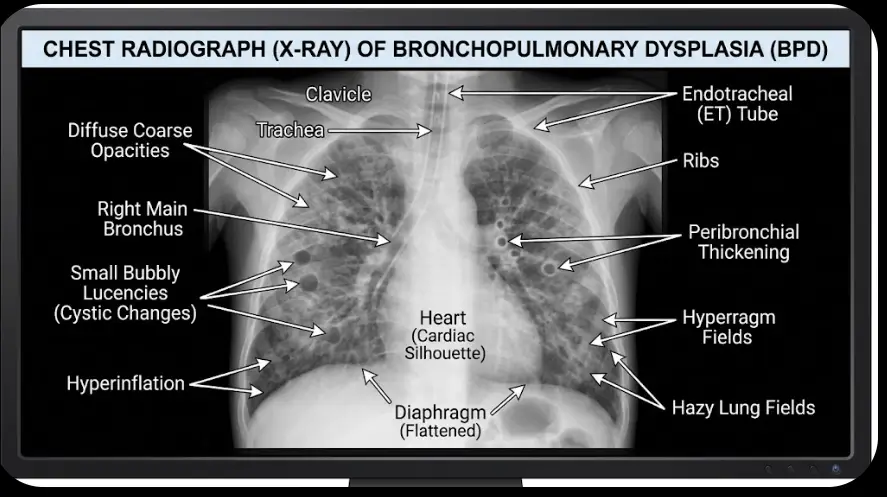 CHEST RADIOGRAPH (X-RAY) OF BRONCHOPULMONARY DYSPLASIA (BPD)
Clavicle
Trachea
Diffuse Coarse
Opacities
Right Main
Bronchus
Small Bubbly
Lucencies
(Cystic Changes)
Hyperinflation
Heart
(Cardiac
Silhouette)
Diaphragm
(Flattened)
Endotracheal
(ET) Tube
Ribs
Peribronchial
Thickening
Hyperragm
Fields
Hazy Lung Fields